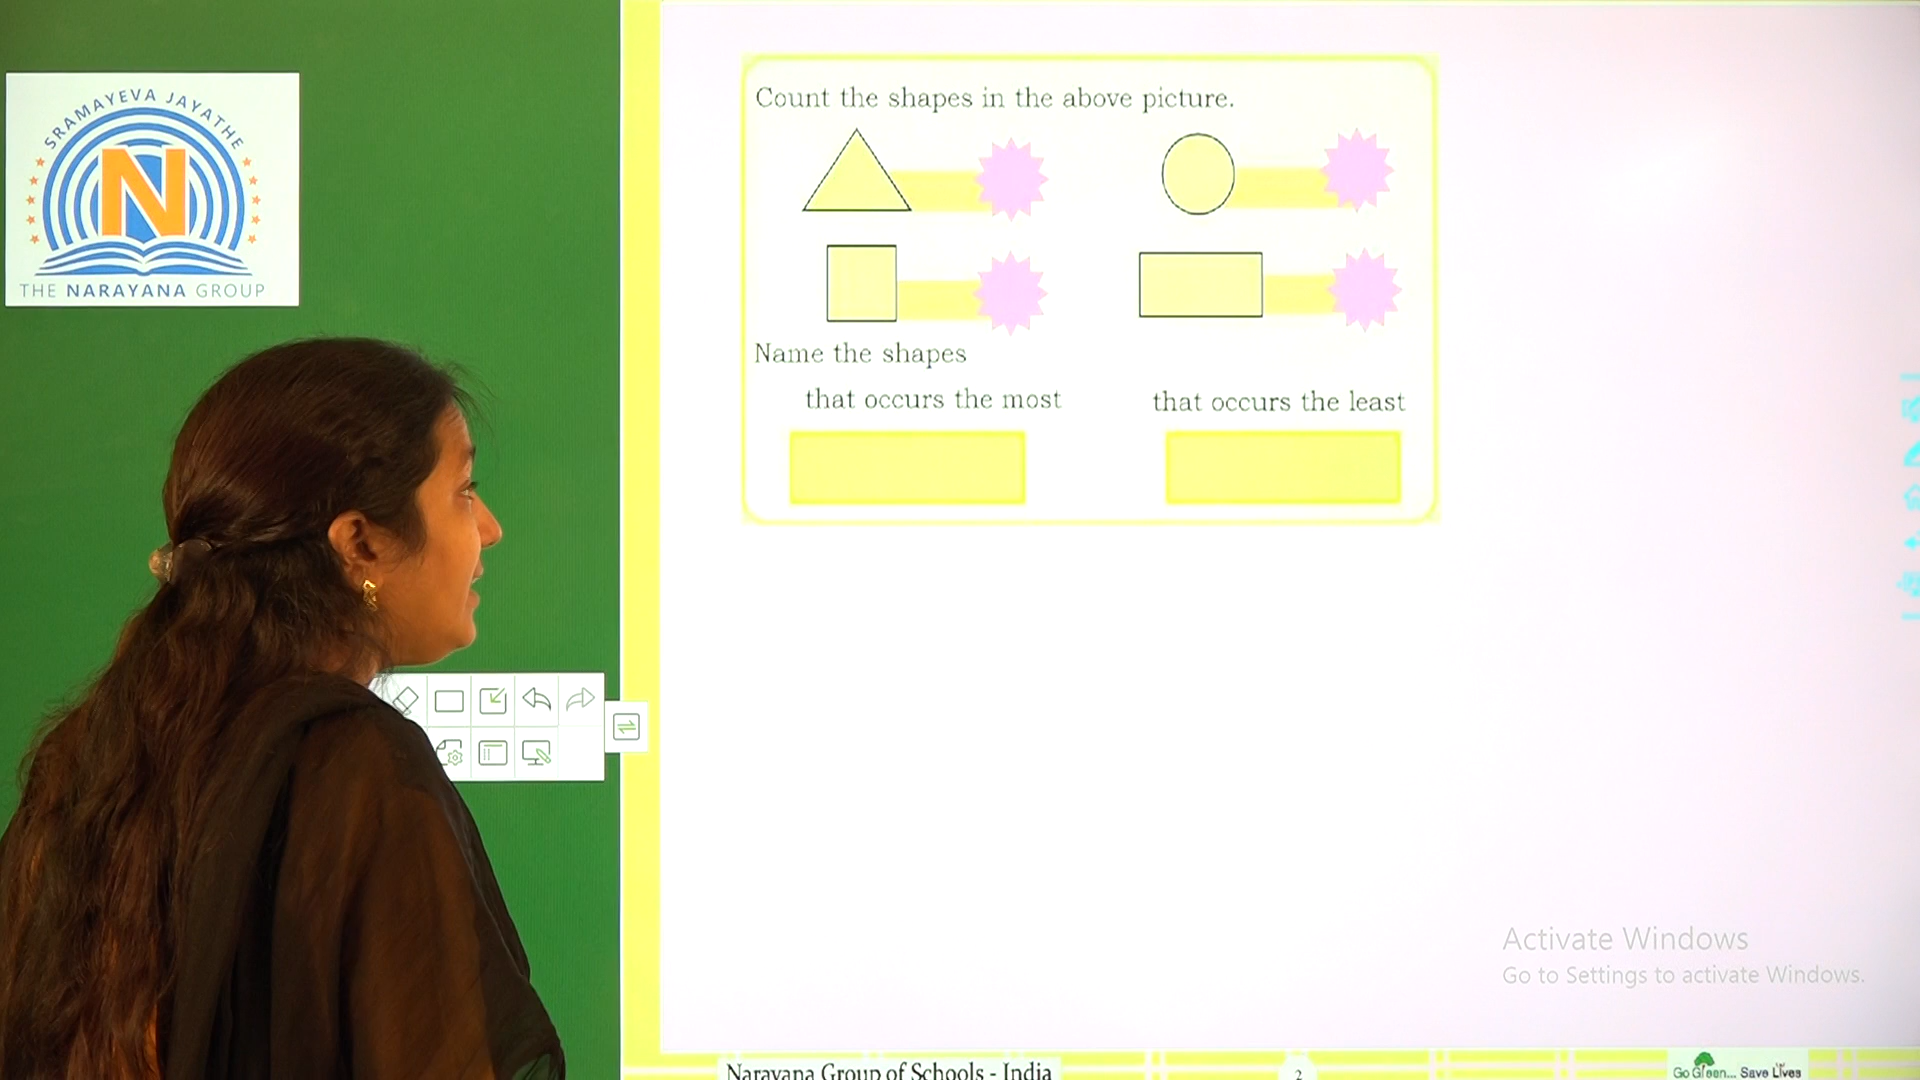 SRAMAYEVA JAYATHE
N
THE NARAYANA GROUP
Count the shapes in the above picture.
Name the shapes
that occurs the most
that occurs the least
Activate Windows
Go to Settings to activate Windows.
Narayana Group of Schools - India
2
Go Green... Save Lives